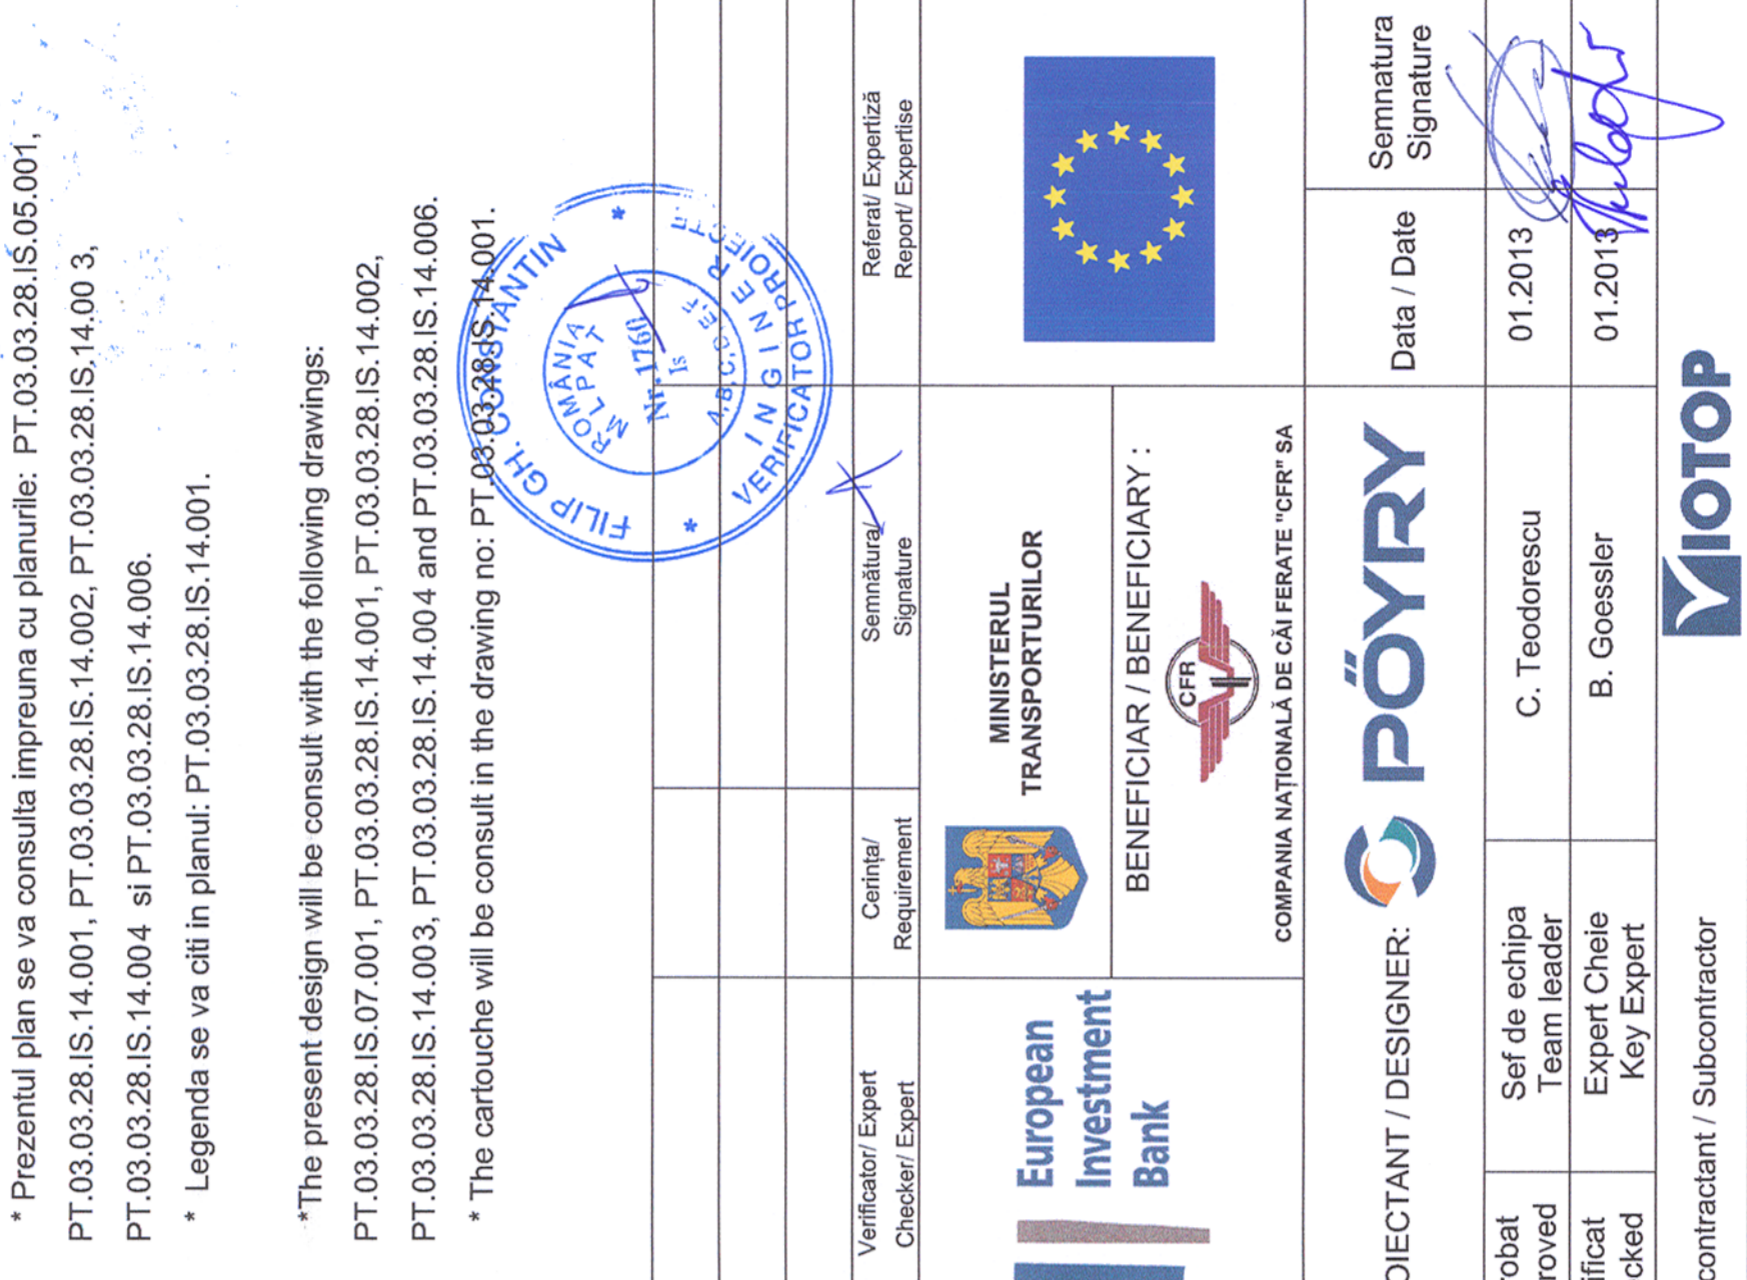 * Prezentul plan se va consulta impreuna cu planurile: PT.03.03.28.IS.05.001,
PT.03.03.28.IS.14.001, PT.03.03.28.IS.14.002, PT.03.03.28.IS.14.00 3,
PT.03.03.28.IS.14.004 si PT.03.03.28.IS.14.006.
* Legenda se va citi in planul: PT.03.03.28.IS.14.001.
*The present design will be consult with the following drawings:
PT.03.03.28.IS.07.001, PT.03.03.28.IS.14.001, PT.03.03.28.IS.14.002,
PT.03.03.28.IS.14.003, PT.03.03.28.IS.14.004 and PT.03.03.28.IS.14.006.
* The cartouche will be consult in the drawing no: PT.03.03.28.IS.14.001.
FILIP GH. CONSTANTIN
ROMÂNIA
MLPAT
Nr. 1760
Is
A,B,C,D,E,F
INGINER
VERIFICATOR PROIECTE
Verificator/ Expert
Checker/ Expert
Cerința/
Requirement
Semnătura/
Signature
Referat/ Expertiză
Report/ Expertise
European
Investment
Bank
MINISTERUL
TRANSPORTURILOR
BENEFICIAR / BENEFICIARY :
CFR
COMPANIA NAȚIONALĂ DE CĂI FERATE "CFR" SA
OIECTANT / DESIGNER:
PÖYRY
Data / Date
Semnatura
Signature
robat
roved
Sef de echipa
Team leader
C. Teodorescu
01.2013
ificat
cked
Expert Cheie
Key Expert
B. Goessler
01.2013
contractant / Subcontractor
VIOTOP